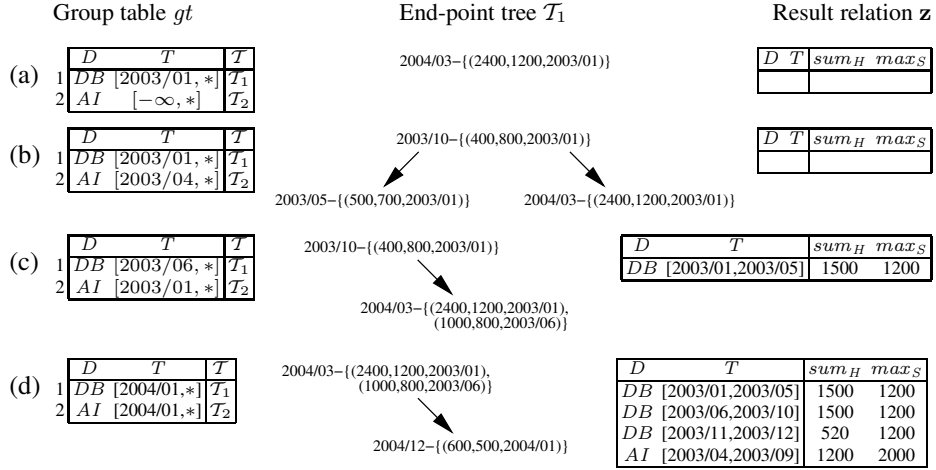 Group table gt
End-point tree 𝒯1
Result relation z
(a)
D T 𝒯
1 DB [2003/01, ∗] 𝒯1
2 AI [−∞, ∗] 𝒯2
2004/03−{(2400,1200,2003/01)}
D T sumH maxS
(b)
D T 𝒯
1 DB [2003/01, ∗] 𝒯1
2 AI [2003/04, ∗] 𝒯2
2003/10−{(400,800,2003/01)}
2003/05−{(500,700,2003/01)}
2004/03−{(2400,1200,2003/01)}
D T sumH maxS
(c)
D T 𝒯
1 DB [2003/06, ∗] 𝒯1
2 AI [2003/01, ∗] 𝒯2
2003/10−{(400,800,2003/01)}
2004/03−{(2400,1200,2003/01),
(1000,800,2003/06)}
D T sumH maxS
DB [2003/01,2003/05] 1500 1200
(d)
D T 𝒯
1 DB [2004/01,∗] 𝒯1
2 AI [2004/01,∗] 𝒯2
2004/03−{(2400,1200,2003/01),
(1000,800,2003/06)}
2004/12−{(600,500,2004/01)}
D T sumH maxS
DB [2003/01,2003/05] 1500 1200
DB [2003/06,2003/10] 1500 1200
DB [2003/11,2003/12] 520 1200
AI [2003/04,2003/09] 1200 2000